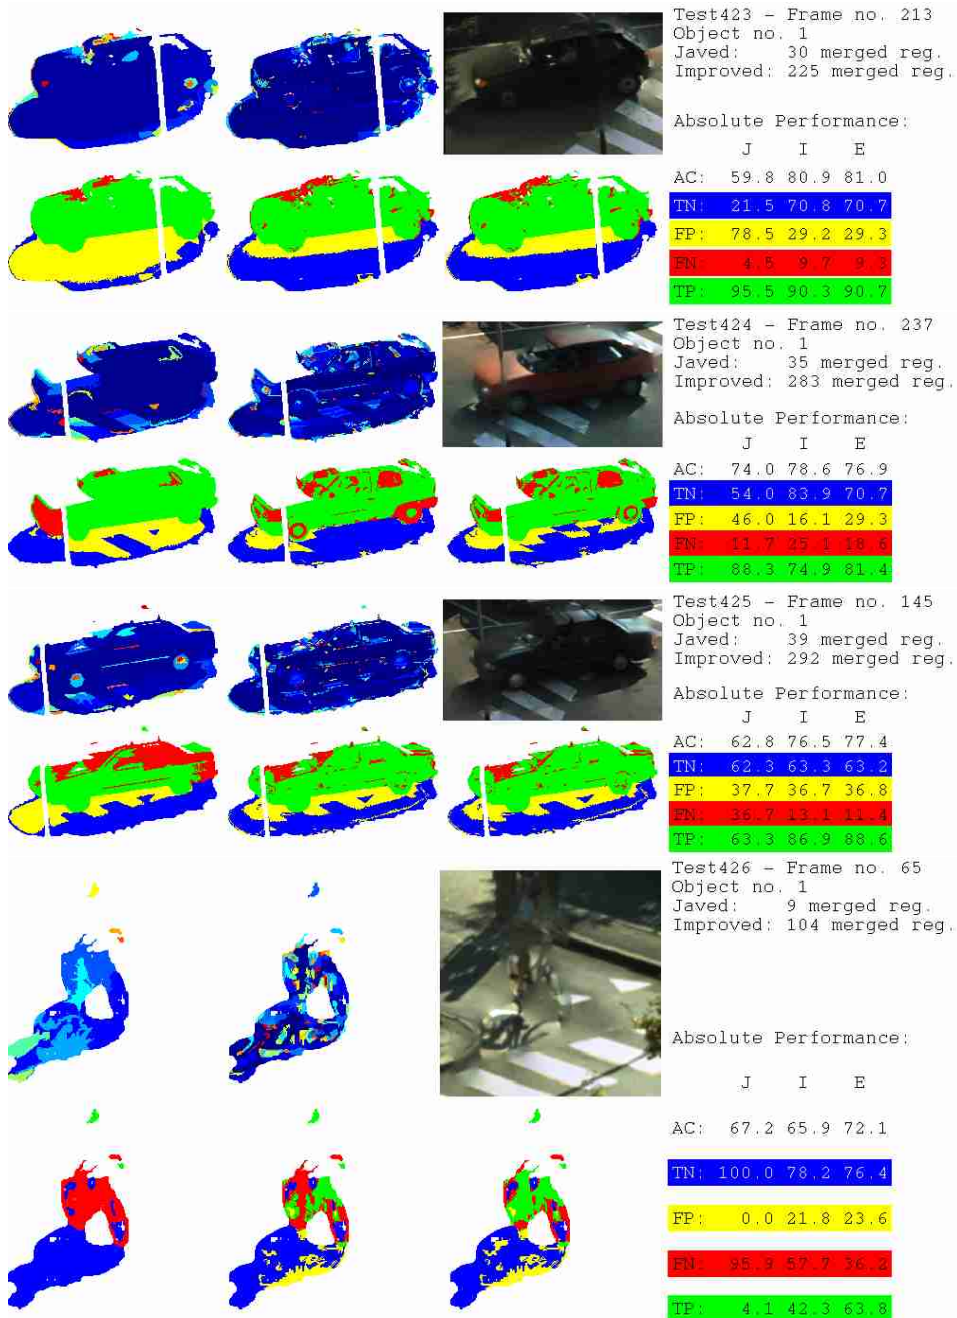 Test423 - Frame no. 213
Object no. 1
Javed: 30 merged reg.
Improved: 225 merged reg.
Absolute Performance:
J I E
AC: 59.8 80.9 81.0
TN: 21.5 70.8 70.7
FP: 78.5 29.2 29.3
FN: 4.5 9.7 9.3
TP: 95.5 90.3 90.7
Test424 - Frame no. 237
Object no. 1
Javed: 35 merged reg.
Improved: 283 merged reg.
Absolute Performance:
J I E
AC: 74.0 78.6 76.9
TN: 54.0 83.9 70.7
FP: 46.0 16.1 29.3
FN: 11.7 25.1 18.6
TP: 88.3 74.9 81.4
Test425 - Frame no. 145
Object no. 1
Javed: 39 merged reg.
Improved: 292 merged reg.
Absolute Performance:
J I E
AC: 62.8 76.5 77.4
TN: 62.3 63.3 63.2
FP: 37.7 36.7 36.8
FN: 36.7 13.1 11.4
TP: 63.3 86.9 88.6
Test426 - Frame no. 65
Object no. 1
Javed: 9 merged reg.
Improved: 104 merged reg.
Absolute Performance:
J I E
AC: 67.2 65.9 72.1
TN: 100.0 78.2 76.4
FP: 0.0 21.8 23.6
FN: 95.9 57.7 36.2
TP: 4.1 42.3 63.8